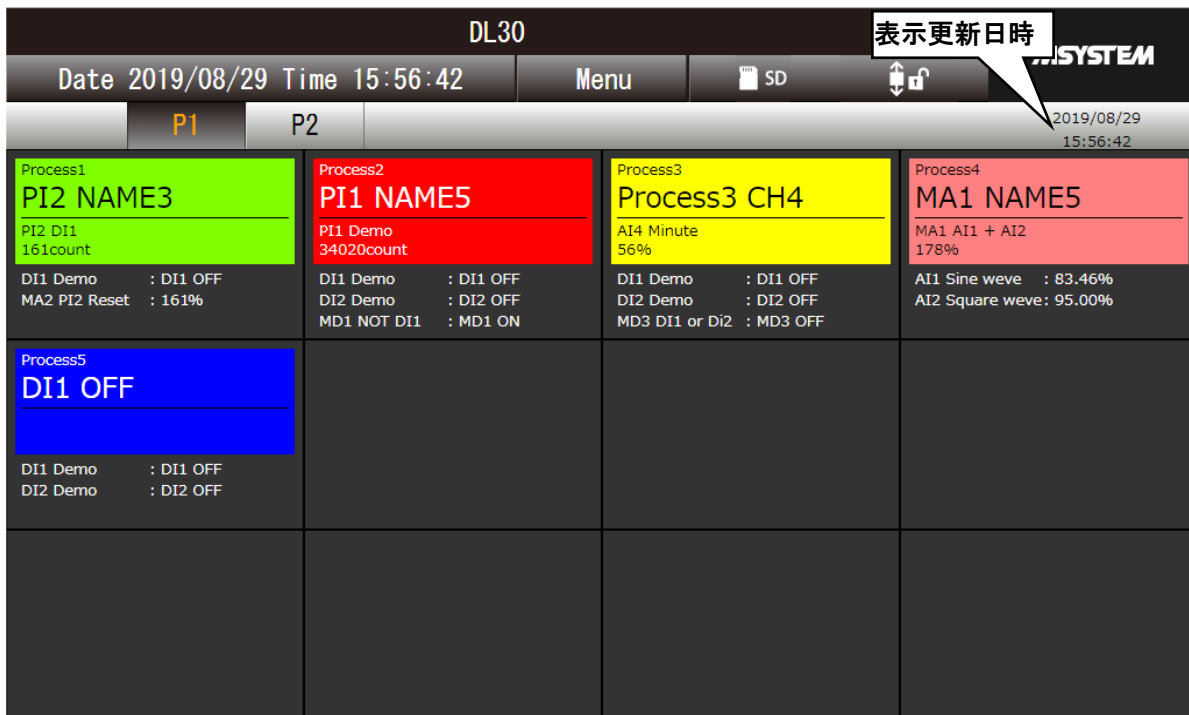 DL30
表示更新日時
Date 2019/08/29 Time 15:56:42 Menu SD
P1 P2
2019/08/29
15:56:42
Process1
PI2 NAME3
PI2 DI1
161count
DI1 Demo : DI1 OFF
MA2 PI2 Reset : 161%
Process2
PI1 NAME5
PI1 Demo
34020count
DI1 Demo : DI1 OFF
DI2 Demo : DI2 OFF
MD1 NOT DI1 : MD1 ON
Process3
Process3 CH4
AI4 Minute
56%
DI1 Demo : DI1 OFF
DI2 Demo : DI2 OFF
MD3 DI1 or Di2 : MD3 OFF
Process4
MA1 NAME5
MA1 AI1 + AI2
178%
AI1 Sine weve : 83.46%
AI2 Square weve: 95.00%
Process5
DI1 OFF
DI1 Demo : DI1 OFF
DI2 Demo : DI2 OFF